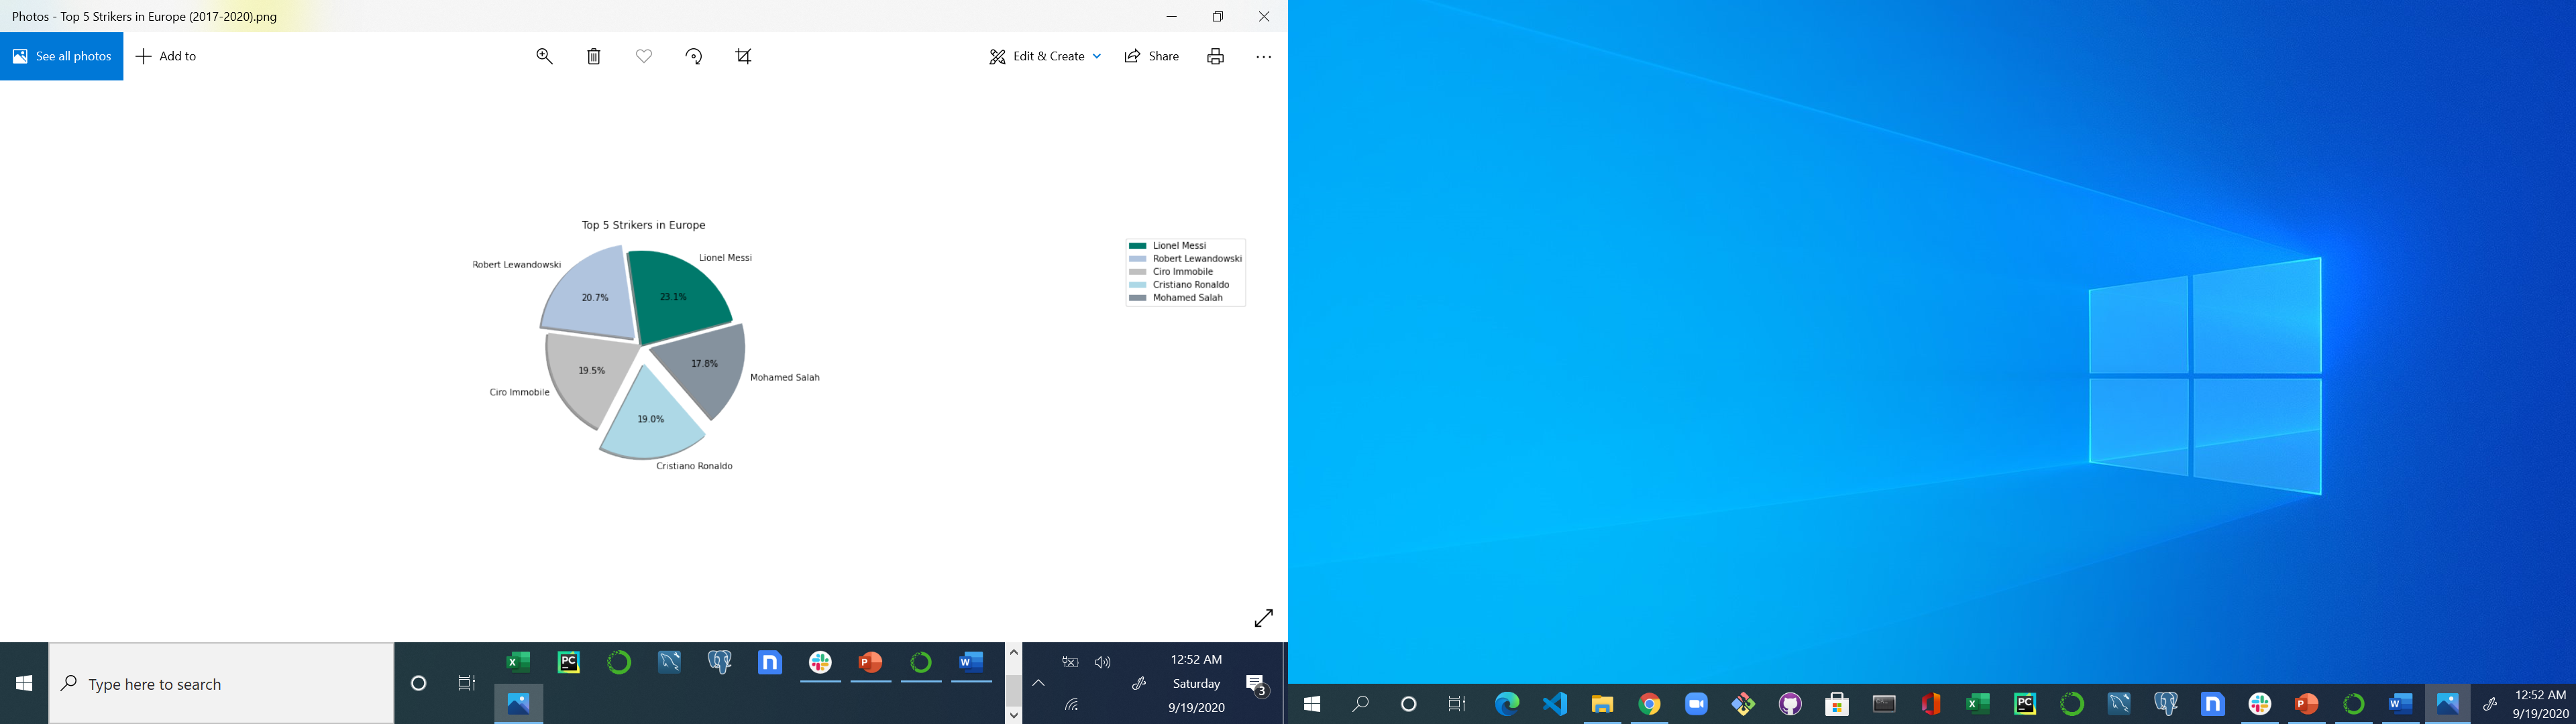 Photos - Top 5 Strikers in Europe (2017-2020).png
See all photos
Add to
Edit & Create
Share
Top 5 Strikers in Europe
Robert Lewandowski
Lionel Messi
20.7%
23.1%
19.5%
17.8%
Mohamed Salah
Ciro Immobile
19.0%
Cristiano Ronaldo
Lionel Messi
Robert Lewandowski
Ciro Immobile
Cristiano Ronaldo
Mohamed Salah
Type here to search
12:52 AM
Saturday
9/19/2020
3
12:52 AM
9/19/2020